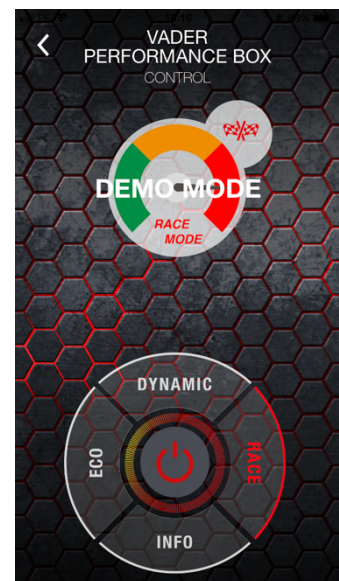 VADER
PERFORMANCE BOX
CONTROL
DEMO MODE
RACE
MODE
DYNAMIC
ECO
RACE
INFO